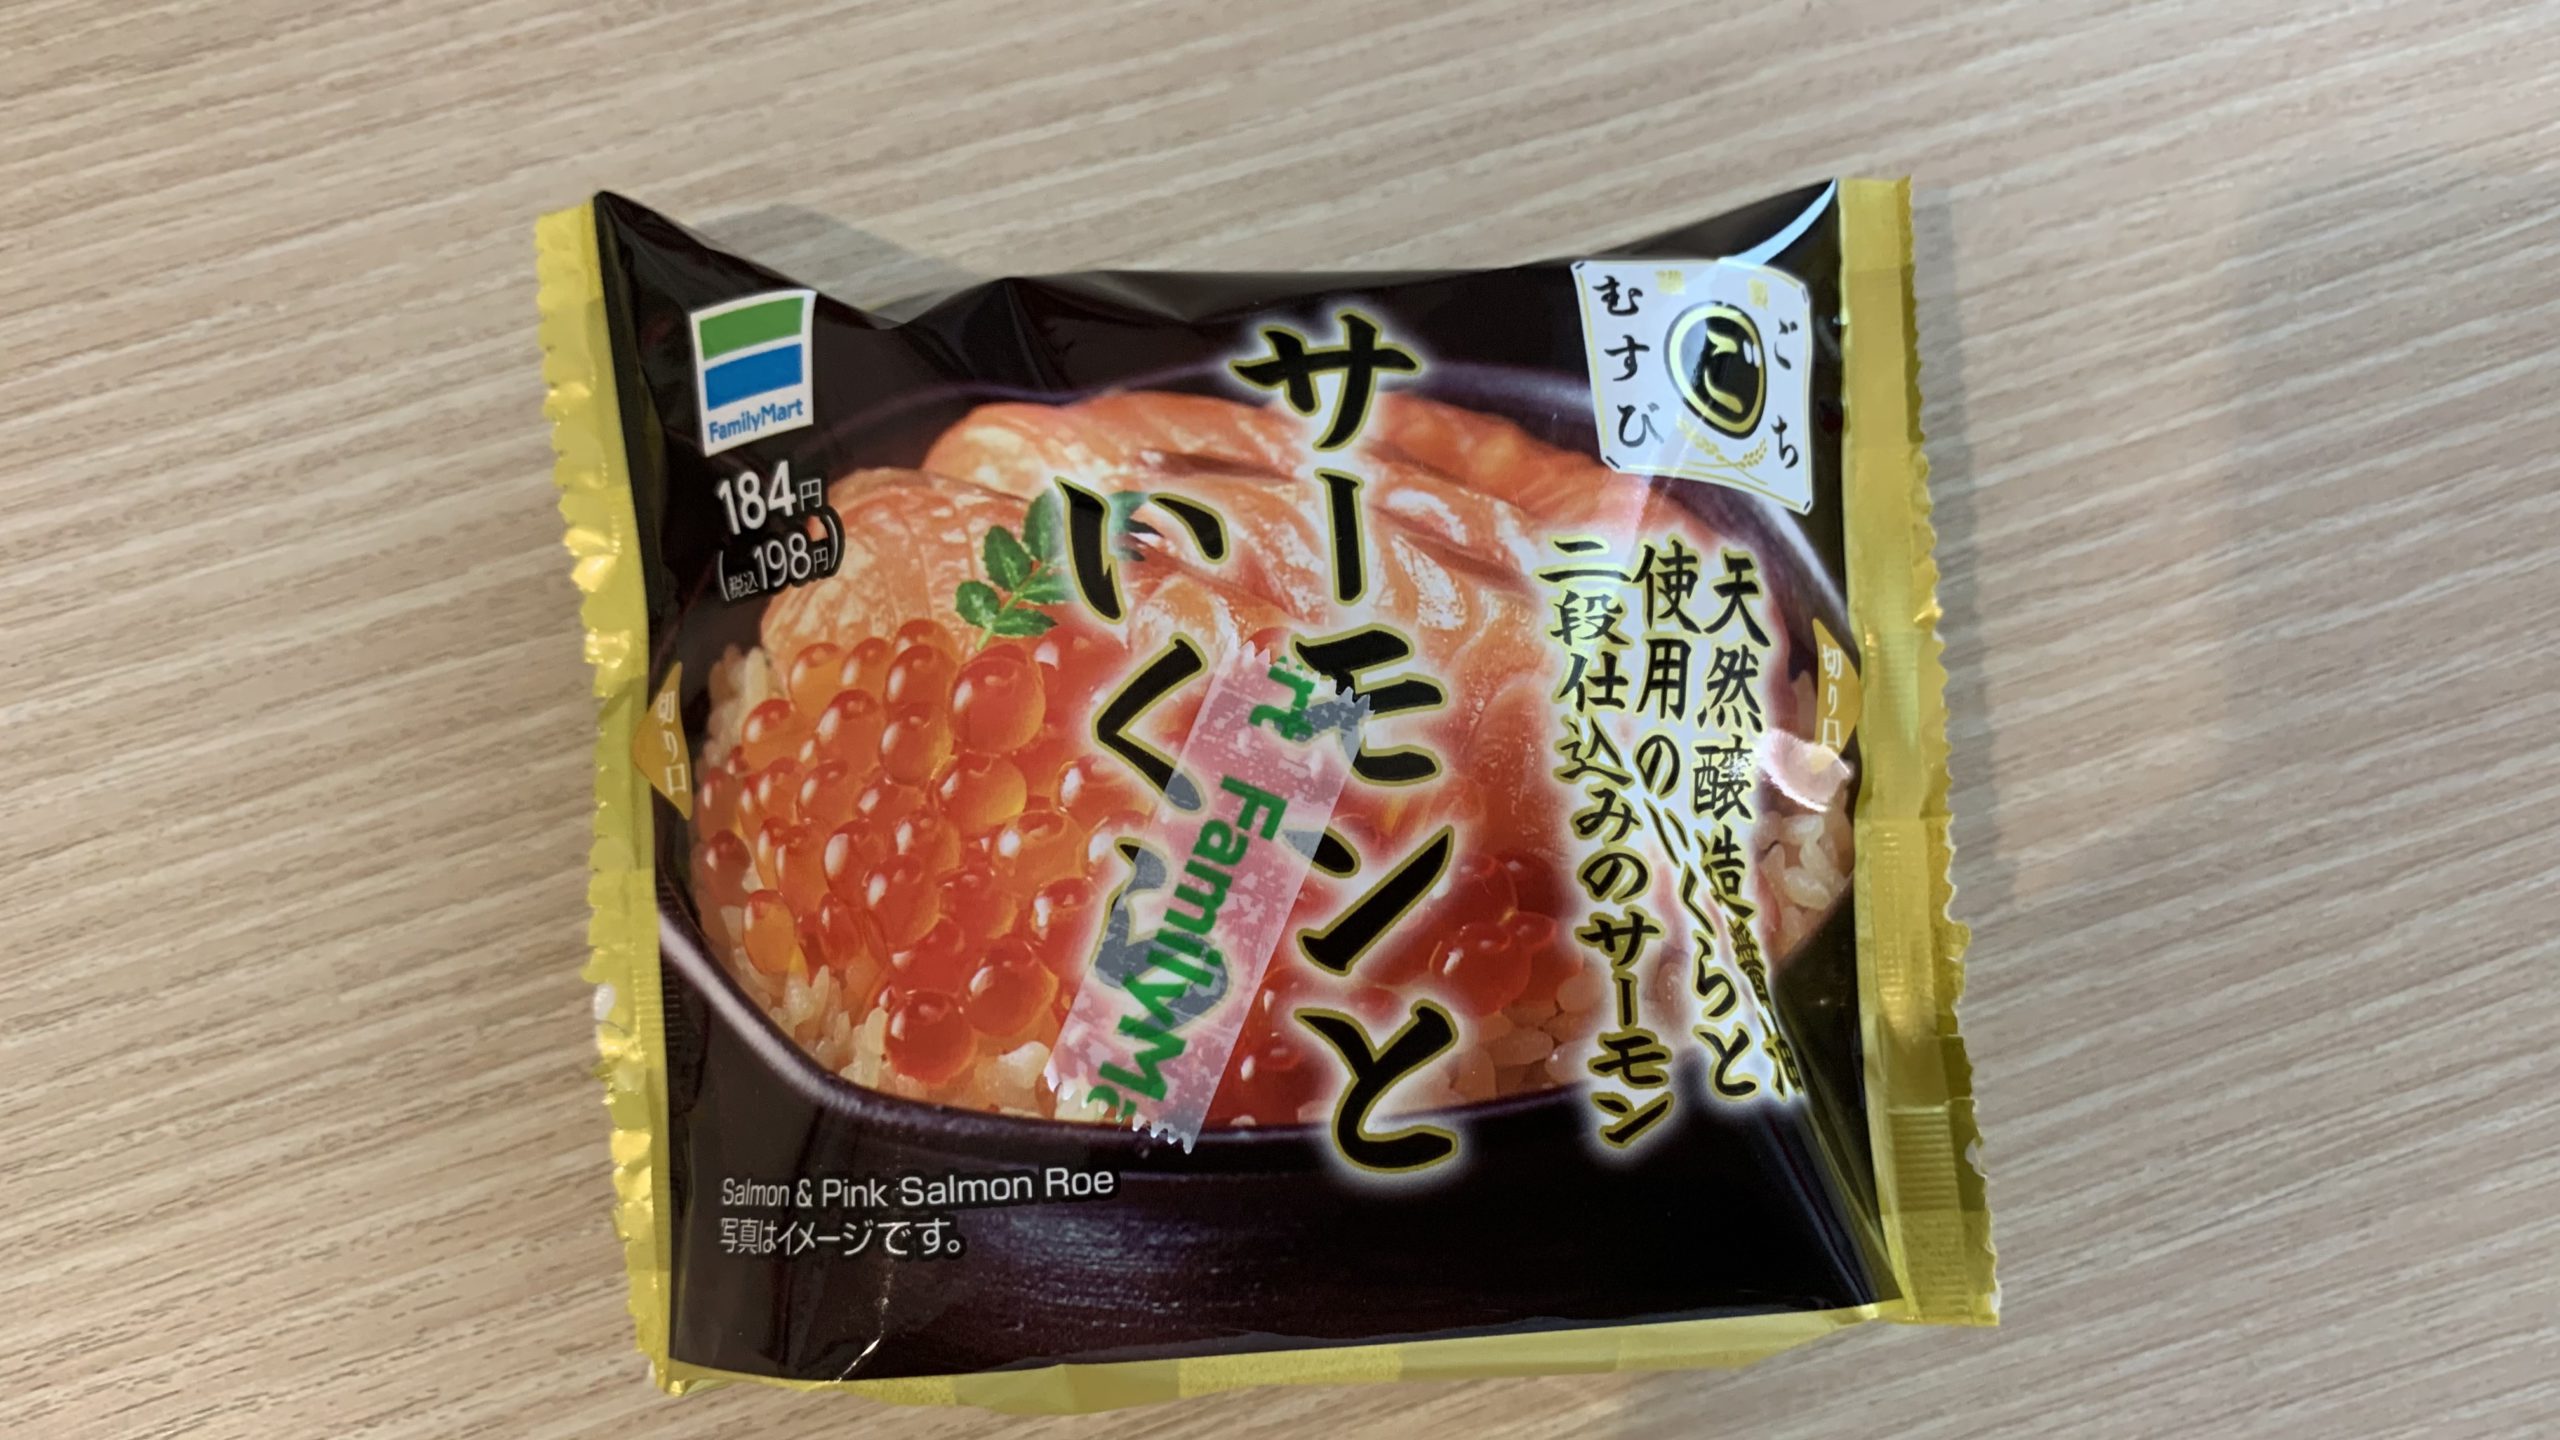 FamilyMart
184円
(税込198円)
ごち
ご
むすび
サーモンと
いくら
天然醸造醤油
使用のいくらと
二段仕込みのサーモン
切り口
切り口
FamilyMa
Salmon & Pink Salmon Roe
写真はイメージです。